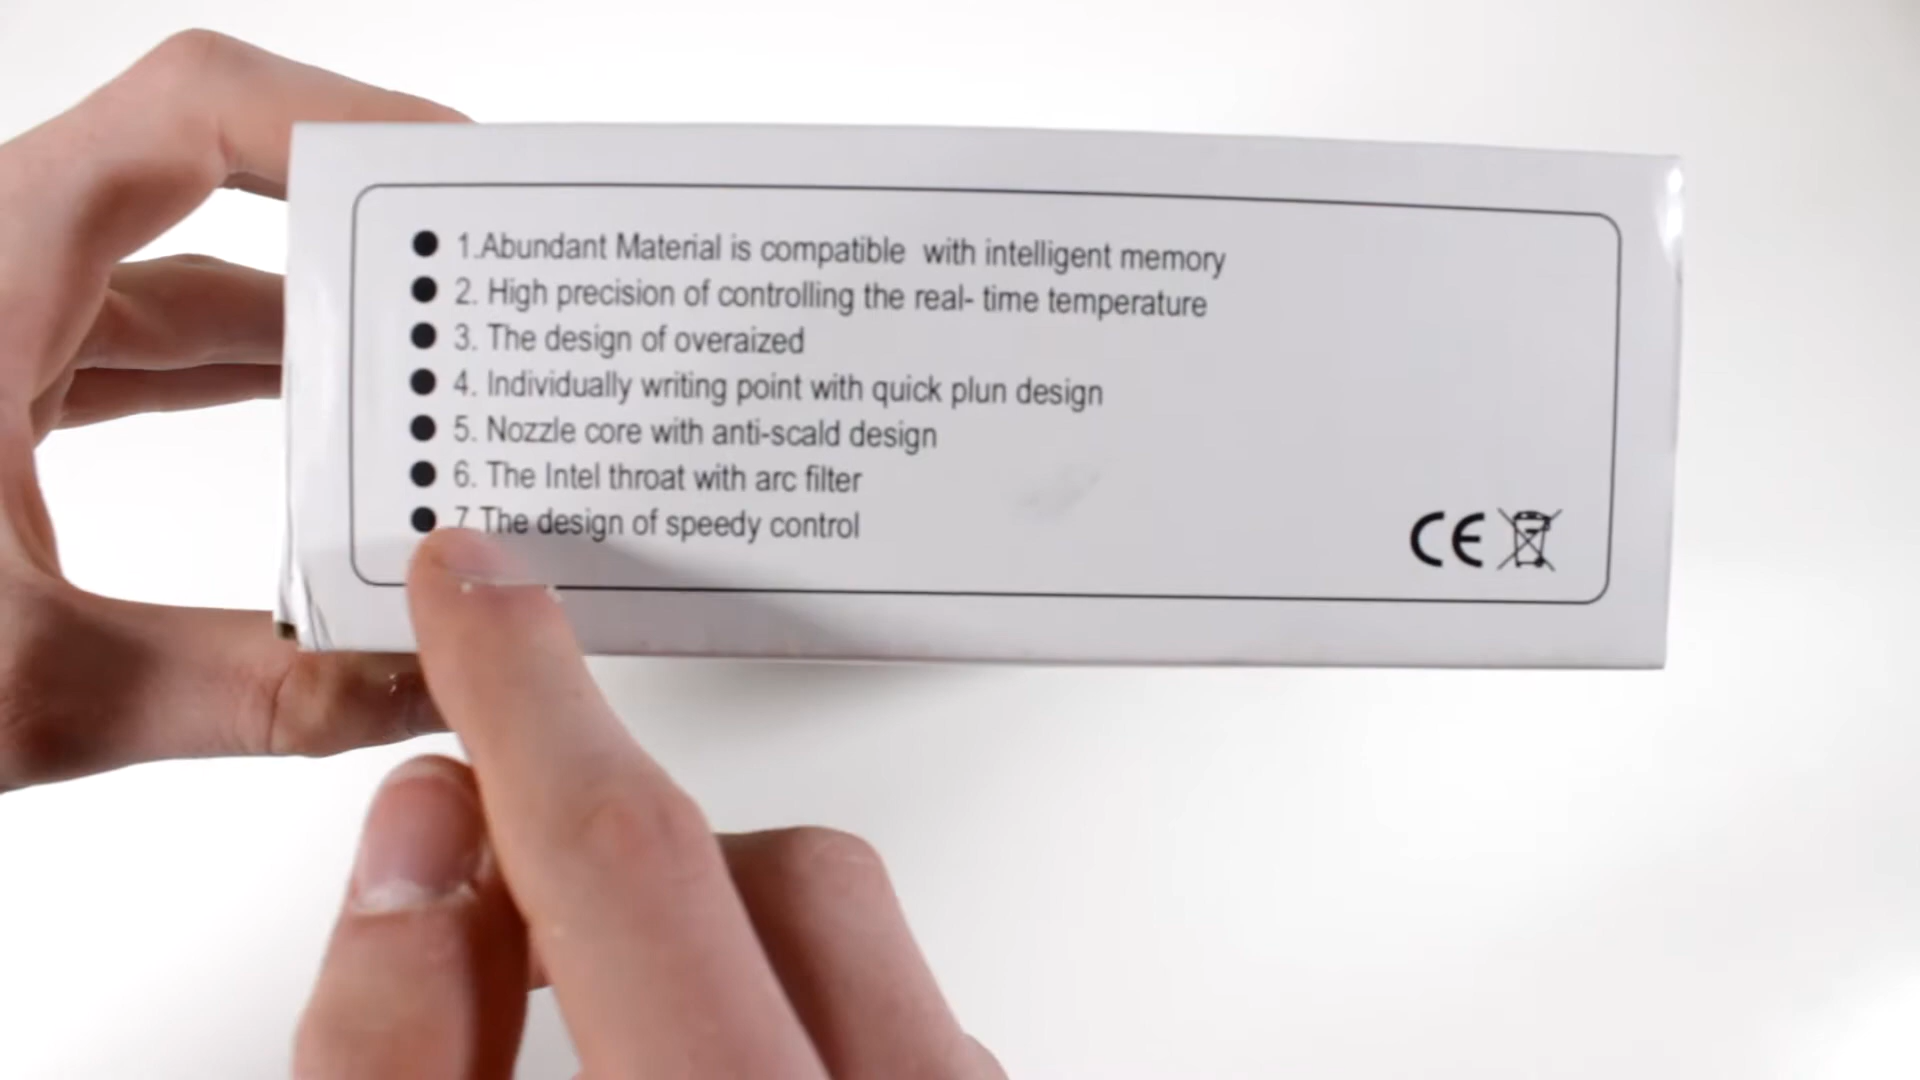 ● 1.Abundant Material is compatible with intelligent memory
● 2. High precision of controlling the real- time temperature
● 3. The design of overaized
● 4. Individually writing point with quick plun design
● 5. Nozzle core with anti-scald design
● 6. The Intel throat with arc filter
● 7 The design of speedy control
CE